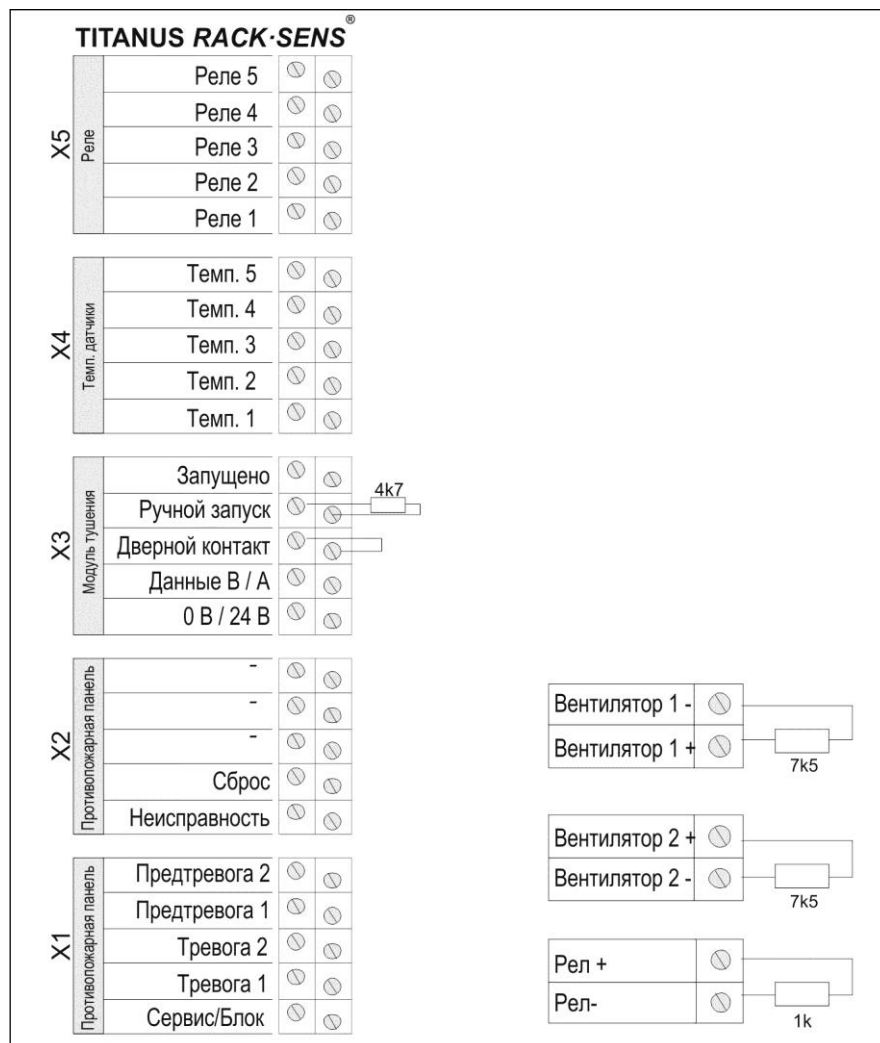 TITANUS RACK·SENS®
X5
Реле
Реле 5
Реле 4
Реле 3
Реле 2
Реле 1
X4
Темп. датчики
Темп. 5
Темп. 4
Темп. 3
Темп. 2
Темп. 1
X3
Модуль тушения
Запущено
Ручной запуск
4k7
Дверной контакт
Данные B / A
0 В / 24 В
X2
Противопожарная панель
-
-
-
Сброс
Неисправность
X1
Противопожарная панель
Предтревога 2
Предтревога 1
Тревога 2
Тревога 1
Сервис/Блок
Вентилятор 1 -
Вентилятор 1 +
7k5
Вентилятор 2 +
Вентилятор 2 -
7k5
Рел +
Рел-
1k